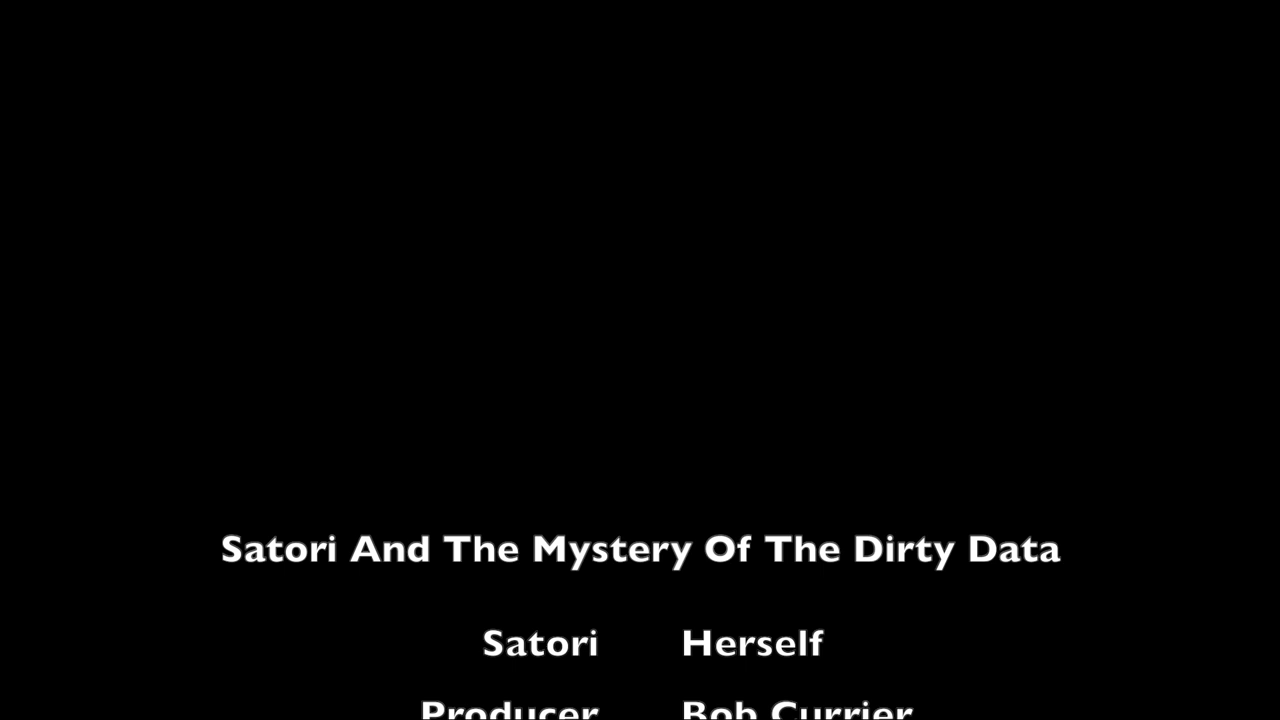 Satori And The Mystery Of The Dirty Data
Satori Herself
Producer Bob Currier